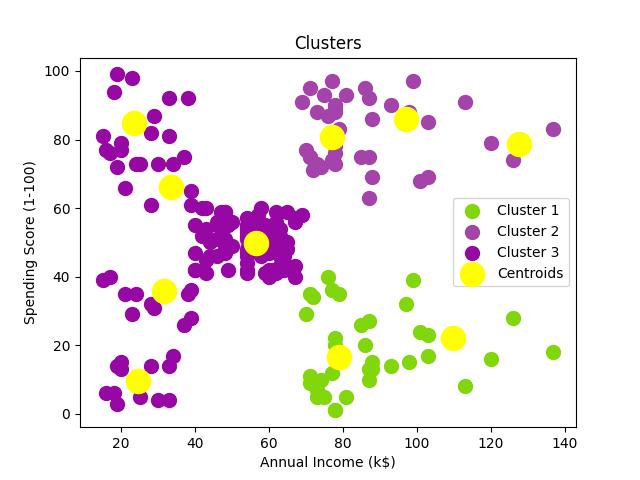 Clusters
100
80
60
40
20
0
Spending Score (1-100)
Cluster 1
Cluster 2
Cluster 3
Centroids
20 40 60 80 100 120 140
Annual Income (k$)